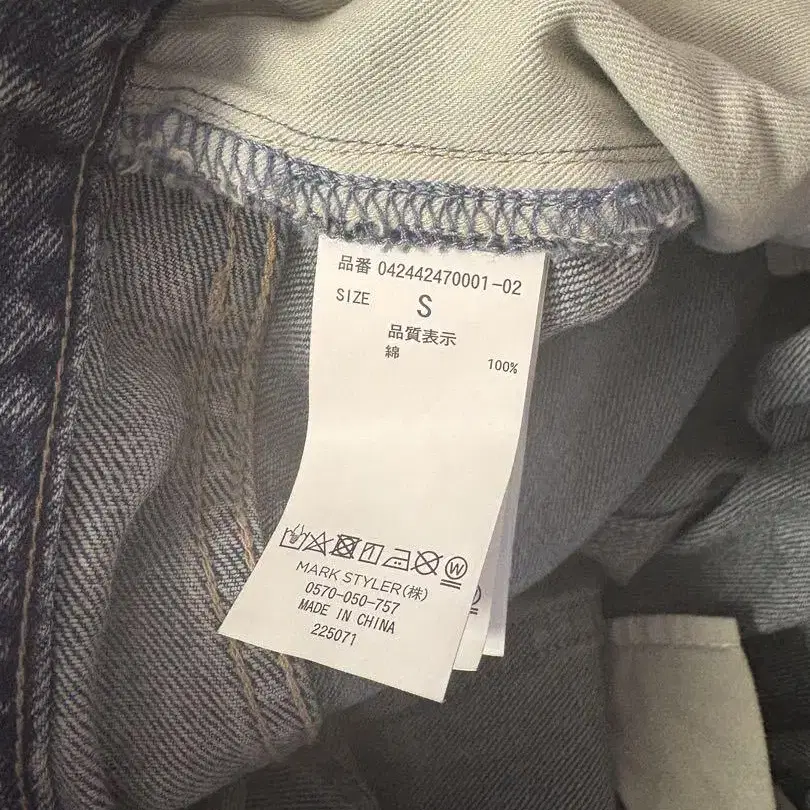 品番 042442470001-02
SIZE S
品質表示
綿 100%
W
MARK STYLER(株)
0570-050-757
MADE IN CHINA
225071